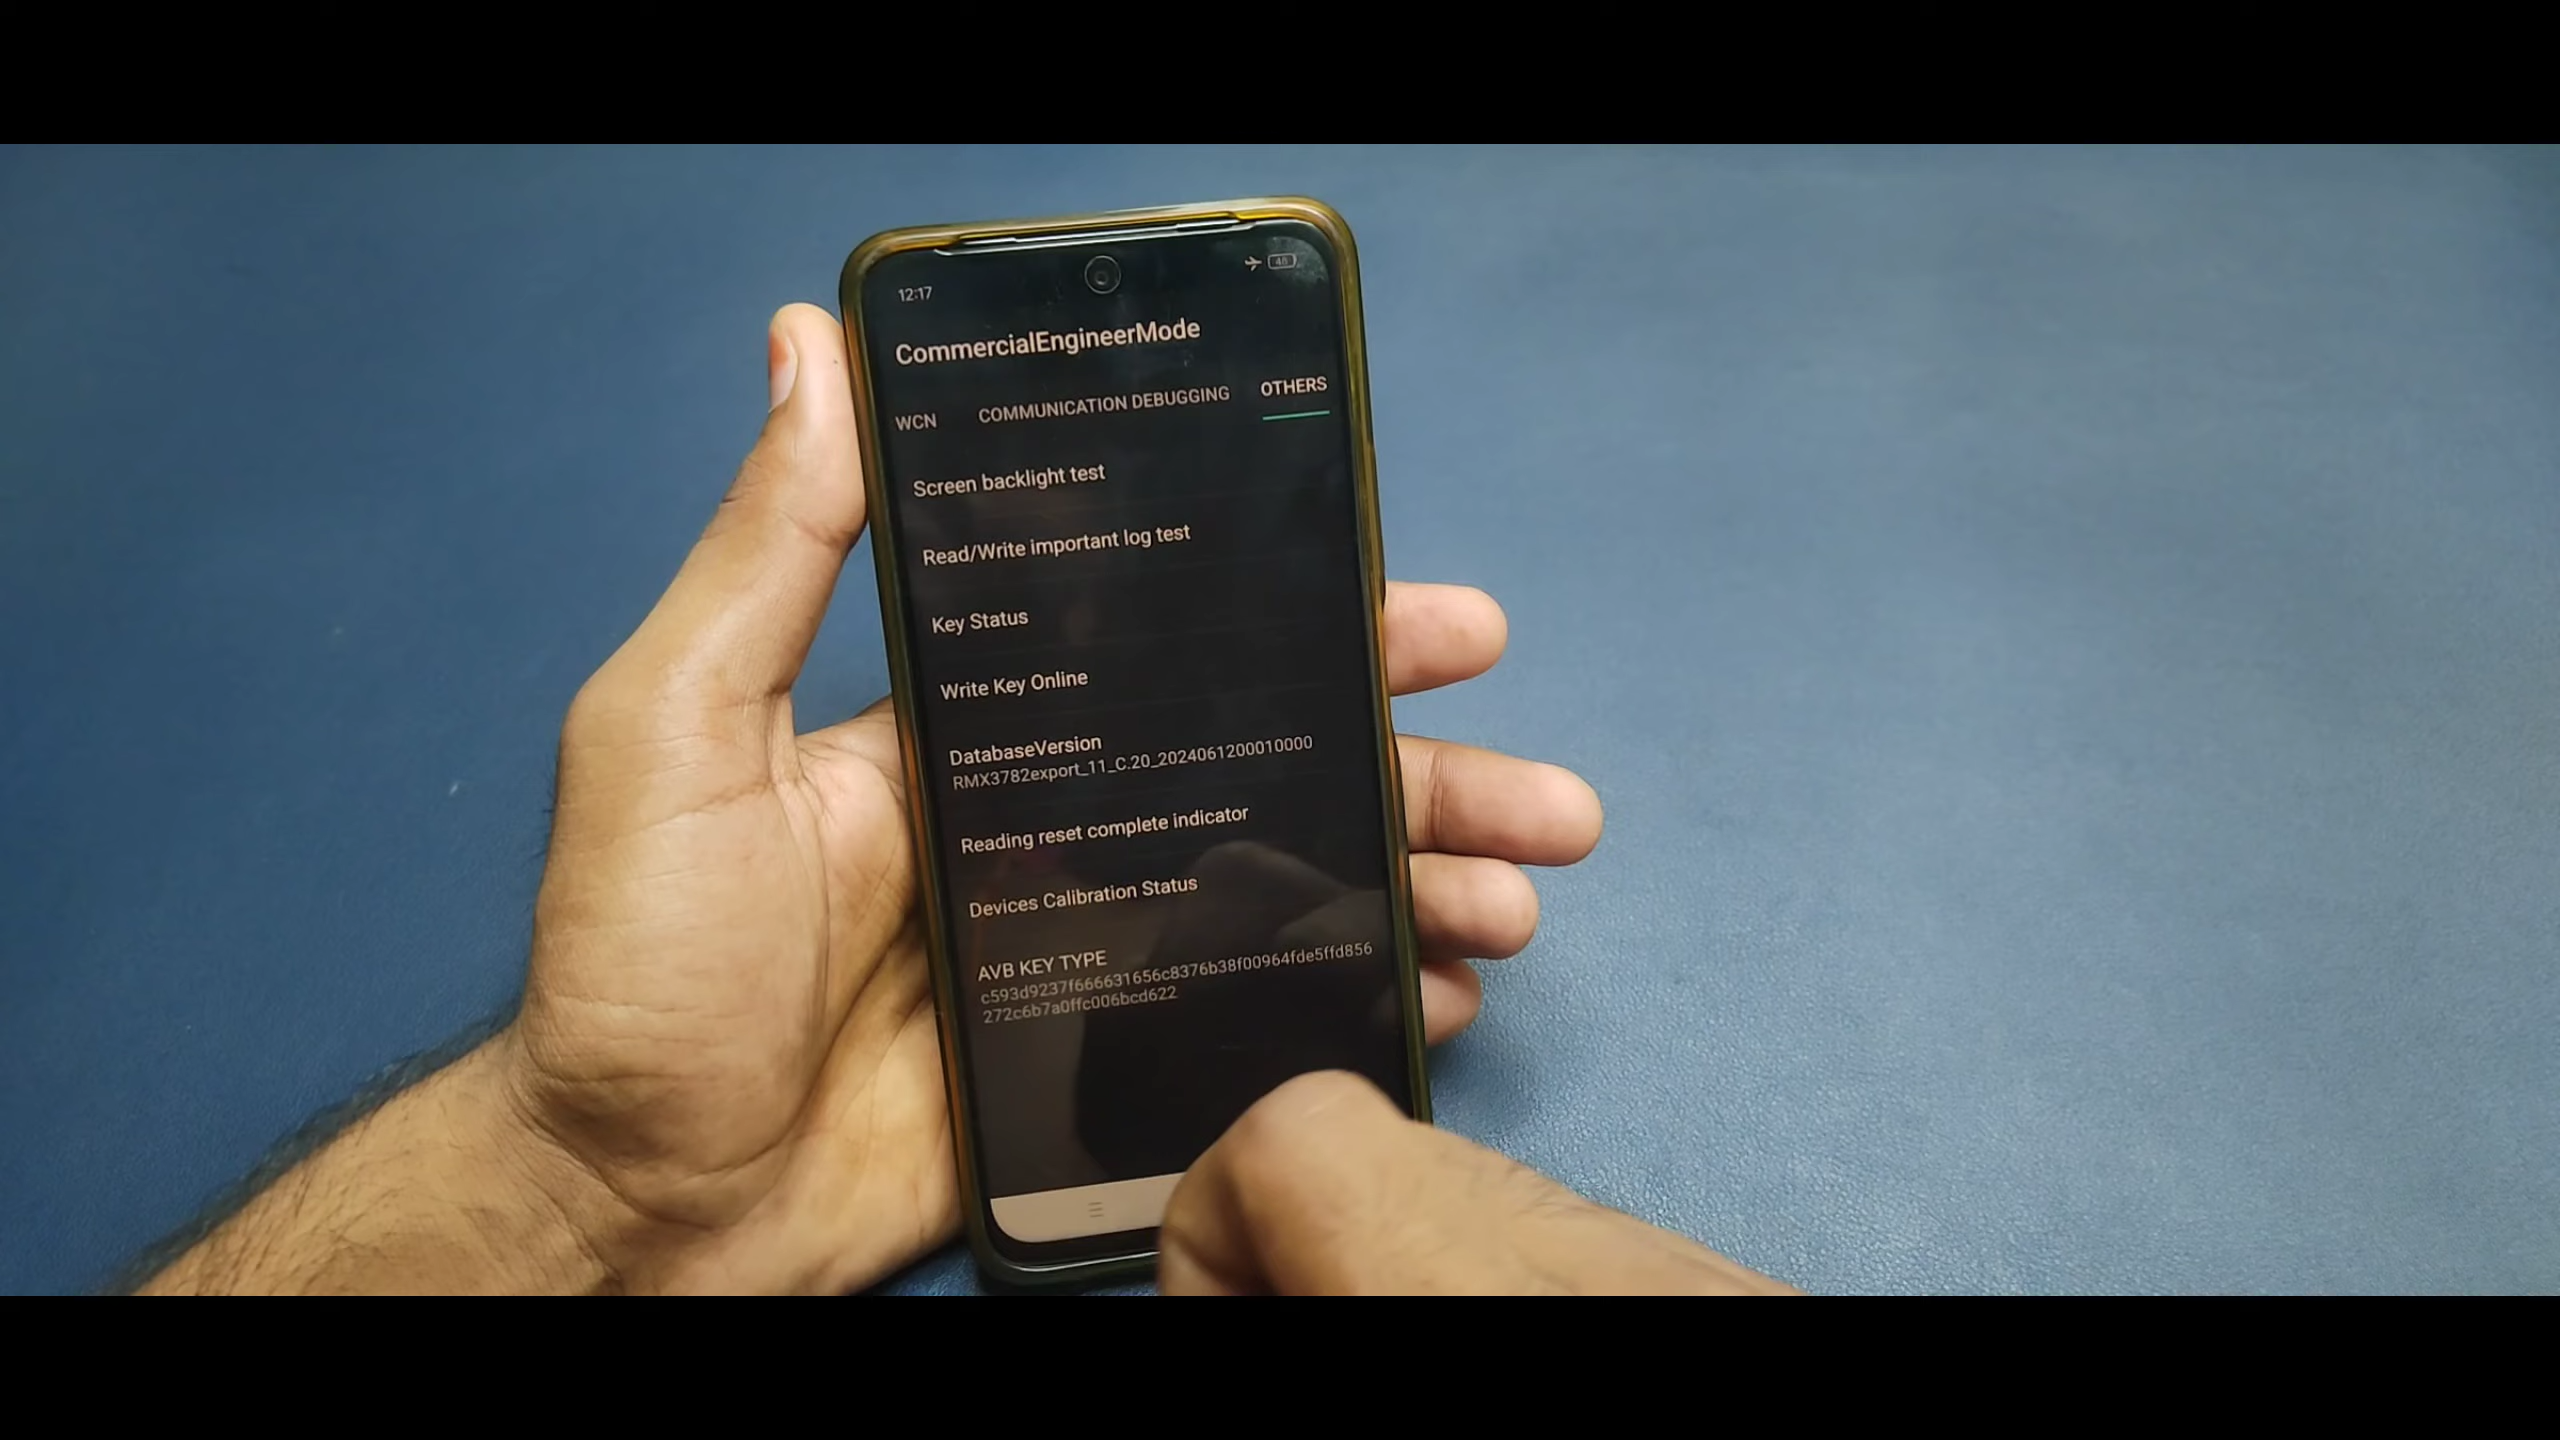 12:17
48
CommercialEngineerMode
WCN COMMUNICATION DEBUGGING OTHERS
Screen backlight test
Read/Write important log test
Key Status
Write Key Online
DatabaseVersion
RMX3782export_11_C.20_2024061200010000
Reading reset complete indicator
Devices Calibration Status
AVB KEY TYPE
c593d9237f666631656c8376b38f00964fde5ffd856
272c6b7a0ffc006bcd622